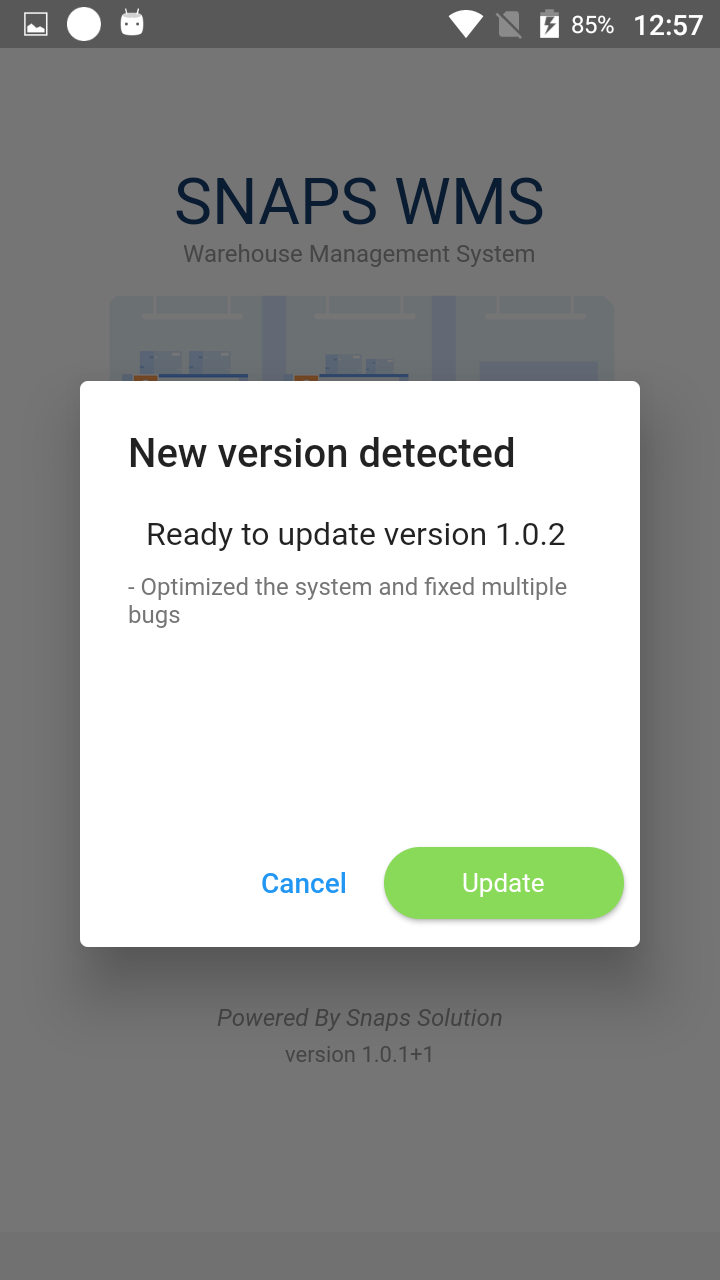 85% 12:57
SNAPS WMS
Warehouse Management System
New version detected
Ready to update version 1.0.2
- Optimized the system and fixed multiple
bugs
Cancel Update
Powered By Snaps Solution
version 1.0.1+1